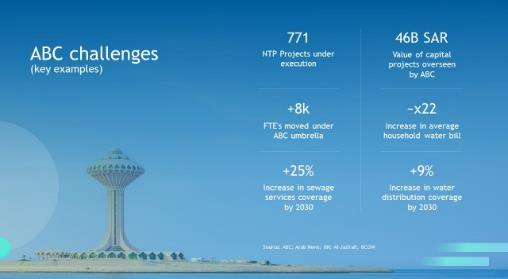 ABC challenges
(key examples)
771
NTP Projects under
execution
46B SAR
Value of capital
projects overseen
by ABC
+8k
FTE's moved under
ABC umbrella
~x22
Increase in average
household water bill
+25%
Increase in sewage
services coverage
by 2030
+9%
Increase in water
distribution coverage
by 2030
Source: ABC; Arab News; Al-Jazirah,